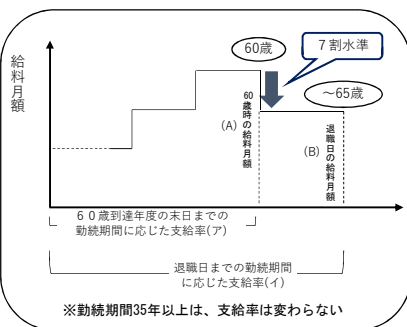 給料月額
60歳
７割水準
～65歳
(A)
60歳時の給料月額
(B)
退職日の給料月額
６０歳到達年度の末日までの
勤続期間に応じた支給率(ア)
退職日までの勤続期間
に応じた支給率(イ)
※勤続期間35年以上は、支給率は変わらない